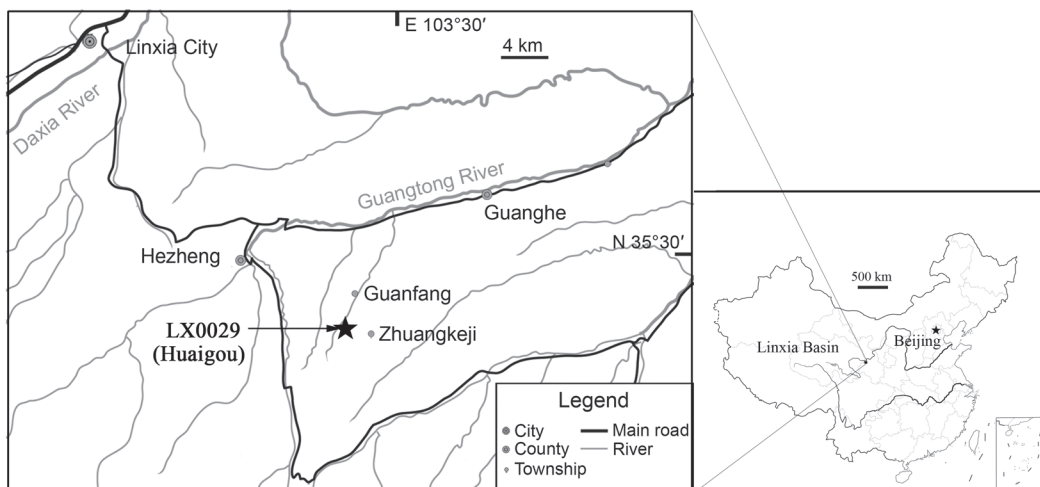 E 103°30′
Linxia City
4 km
Daxia River
Guangtong River
Guanghe
N 35°30′
Hezheng
Guanfang
LX0029
(Huaigou)
Zhuangkeji
Legend
City
Main road
County
River
Township
500 km
Linxia Basin
Beijing